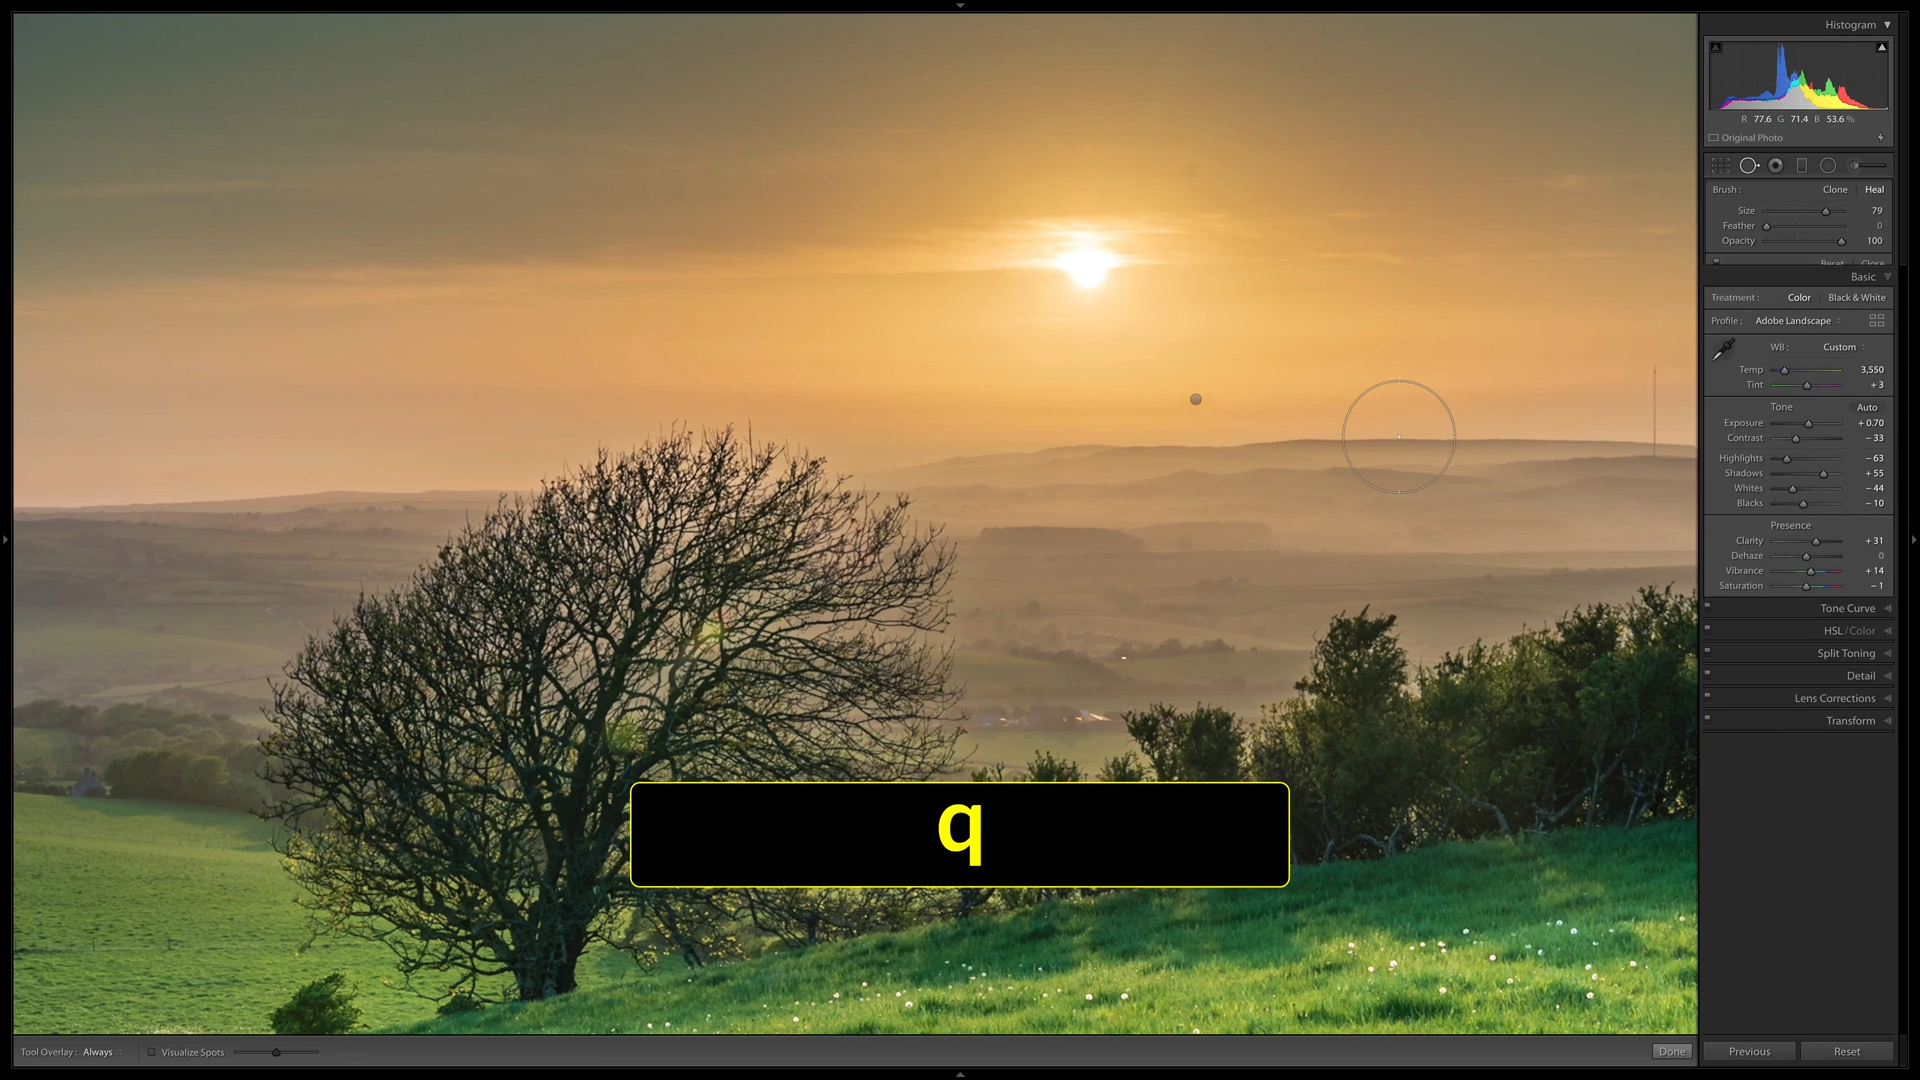 Histogram
R 77.6 G 71.4 B 53.6 %
Original Photo
Brush : Clone Heal
Size 79
Feather 0
Opacity 100
Reset Close
Basic
Treatment : Color Black & White
Profile : Adobe Landscape
WB : Custom
Temp 3,550
Tint + 3
Tone Auto
Exposure + 0.70
Contrast − 33
Highlights − 63
Shadows + 55
Whites − 44
Blacks − 10
Presence
Clarity + 31
Dehaze 0
Vibrance + 14
Saturation − 1
Tone Curve
HSL / Color
Split Toning
Detail
Lens Corrections
Transform
q
Tool Overlay : Always Visualize Spots Done Previous Reset